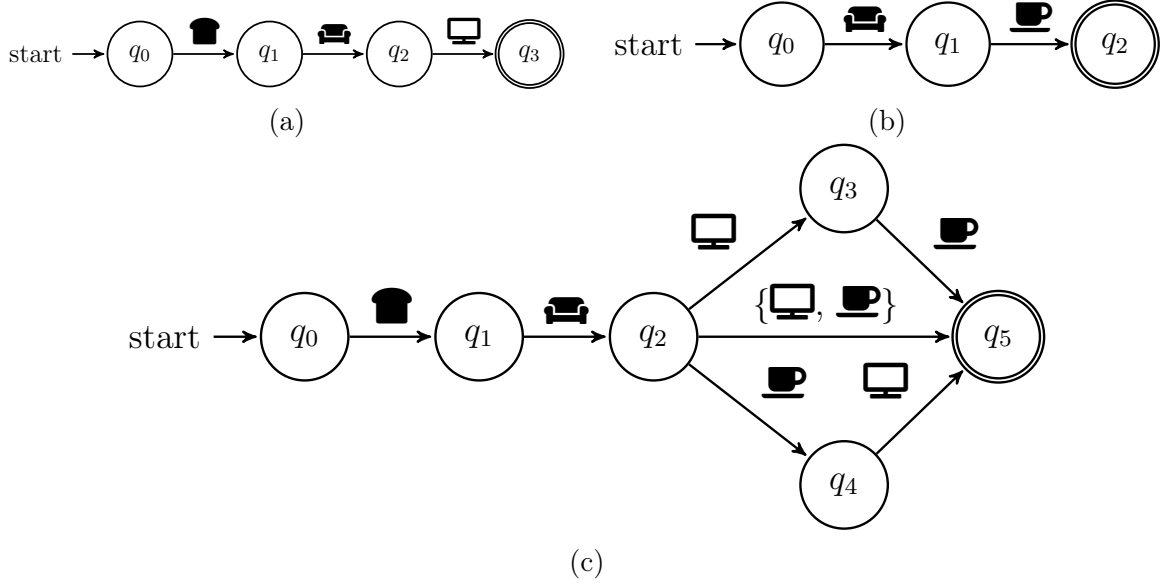 start q0 q1 q2 q3
(a)
start q0 q1 q2
(b)
q3
{ , }
start q0 q1 q2 q5
q4
(c)